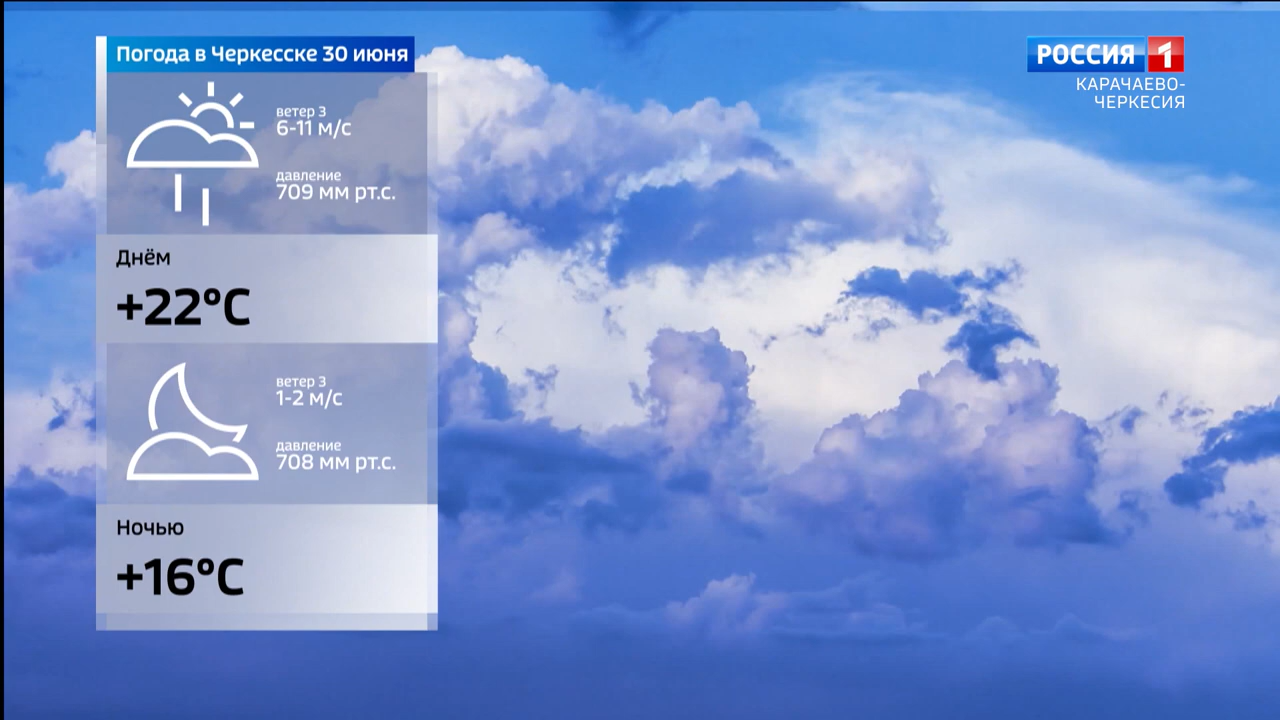 Погода в Черкесске 30 июня
РОССИЯ 1
КАРАЧАЕВО-
ЧЕРКЕСИЯ
ветер З
6-11 м/с
давление
709 мм рт.с.
Днём
+22°C
ветер З
1-2 м/с
давление
708 мм рт.с.
Ночью
+16°C